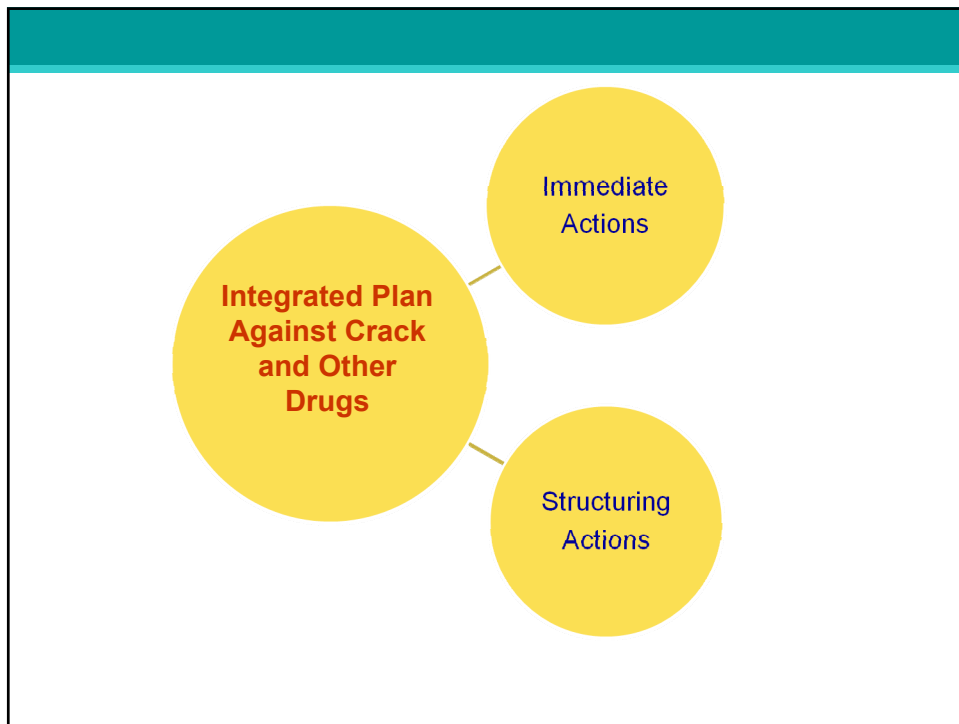 Immediate
Actions
Integrated Plan
Against Crack
and Other
Drugs
Structuring
Actions